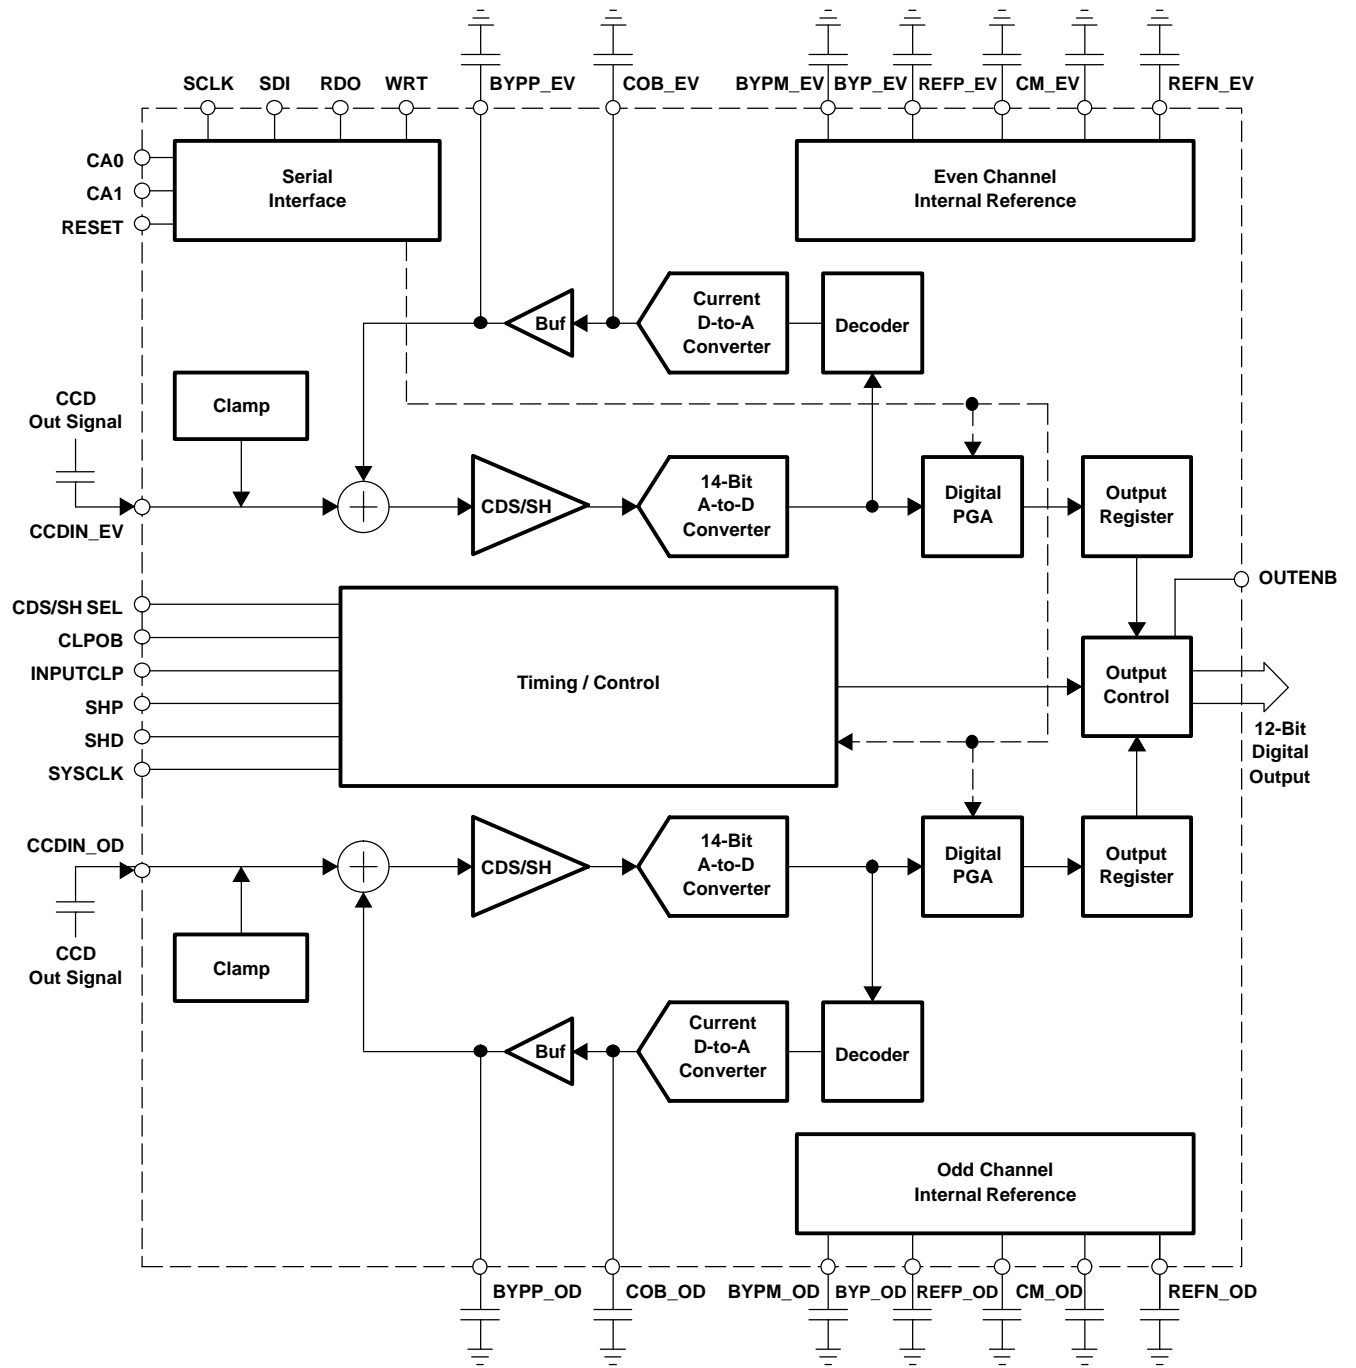 SCLK SDI RDO WRT BYPP_EV COB_EV BYPM_EV BYP_EV REFP_EV CM_EV REFN_EV
CA0
CA1
RESET
Serial
Interface
Even Channel
Internal Reference
Buf
Current
D-to-A
Converter
Decoder
CCD
Out Signal
Clamp
CCDIN_EV
CDS/SH
14-Bit
A-to-D
Converter
Digital
PGA
Output
Register
OUTENB
CDS/SH SEL
CLPOB
INPUTCLP
SHP
SHD
SYSCLK
Timing / Control
Output
Control
12-Bit
Digital
Output
CCDIN_OD
CDS/SH
14-Bit
A-to-D
Converter
Digital
PGA
Output
Register
CCD
Out Signal
Clamp
Buf
Current
D-to-A
Converter
Decoder
Odd Channel
Internal Reference
BYPP_OD COB_OD BYPM_OD BYP_OD REFP_OD CM_OD REFN_OD